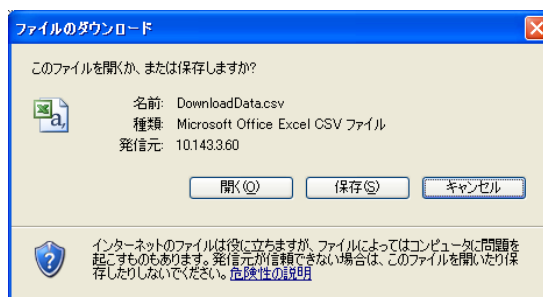 ファイルのダウンロード
このファイルを開くか、または保存しますか?
名前: DownloadData.csv
種類: Microsoft Office Excel CSV ファイル
発信元: 10.143.3.60
開く(O) 保存(S) キャンセル
インターネットのファイルは役に立ちますが、ファイルによってはコンピュータに問題を
起こすものもあります。発信元が信頼できない場合は、このファイルを開いたり保
存したりしないでください。危険性の説明